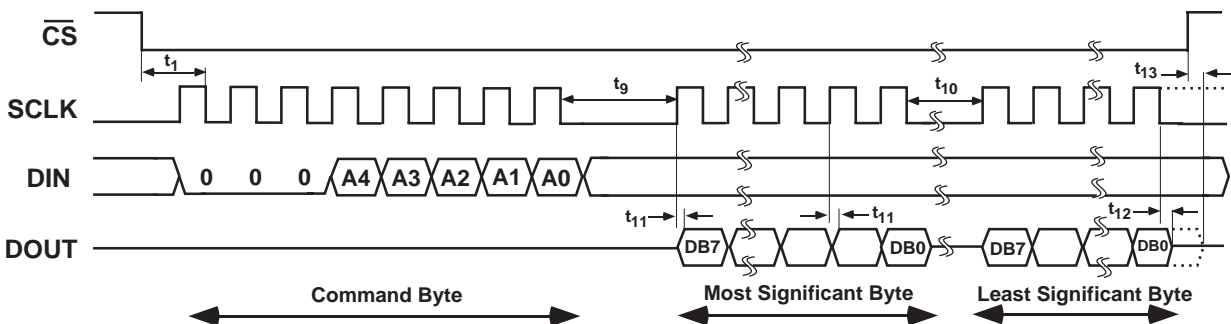 CS
t1
t13
SCLK
t9
t10
DIN
0 0 0 A4 A3 A2 A1 A0
t11
t11
t12
DOUT
DB7 DB0 DB7 DB0
Command Byte
Most Significant Byte
Least Significant Byte